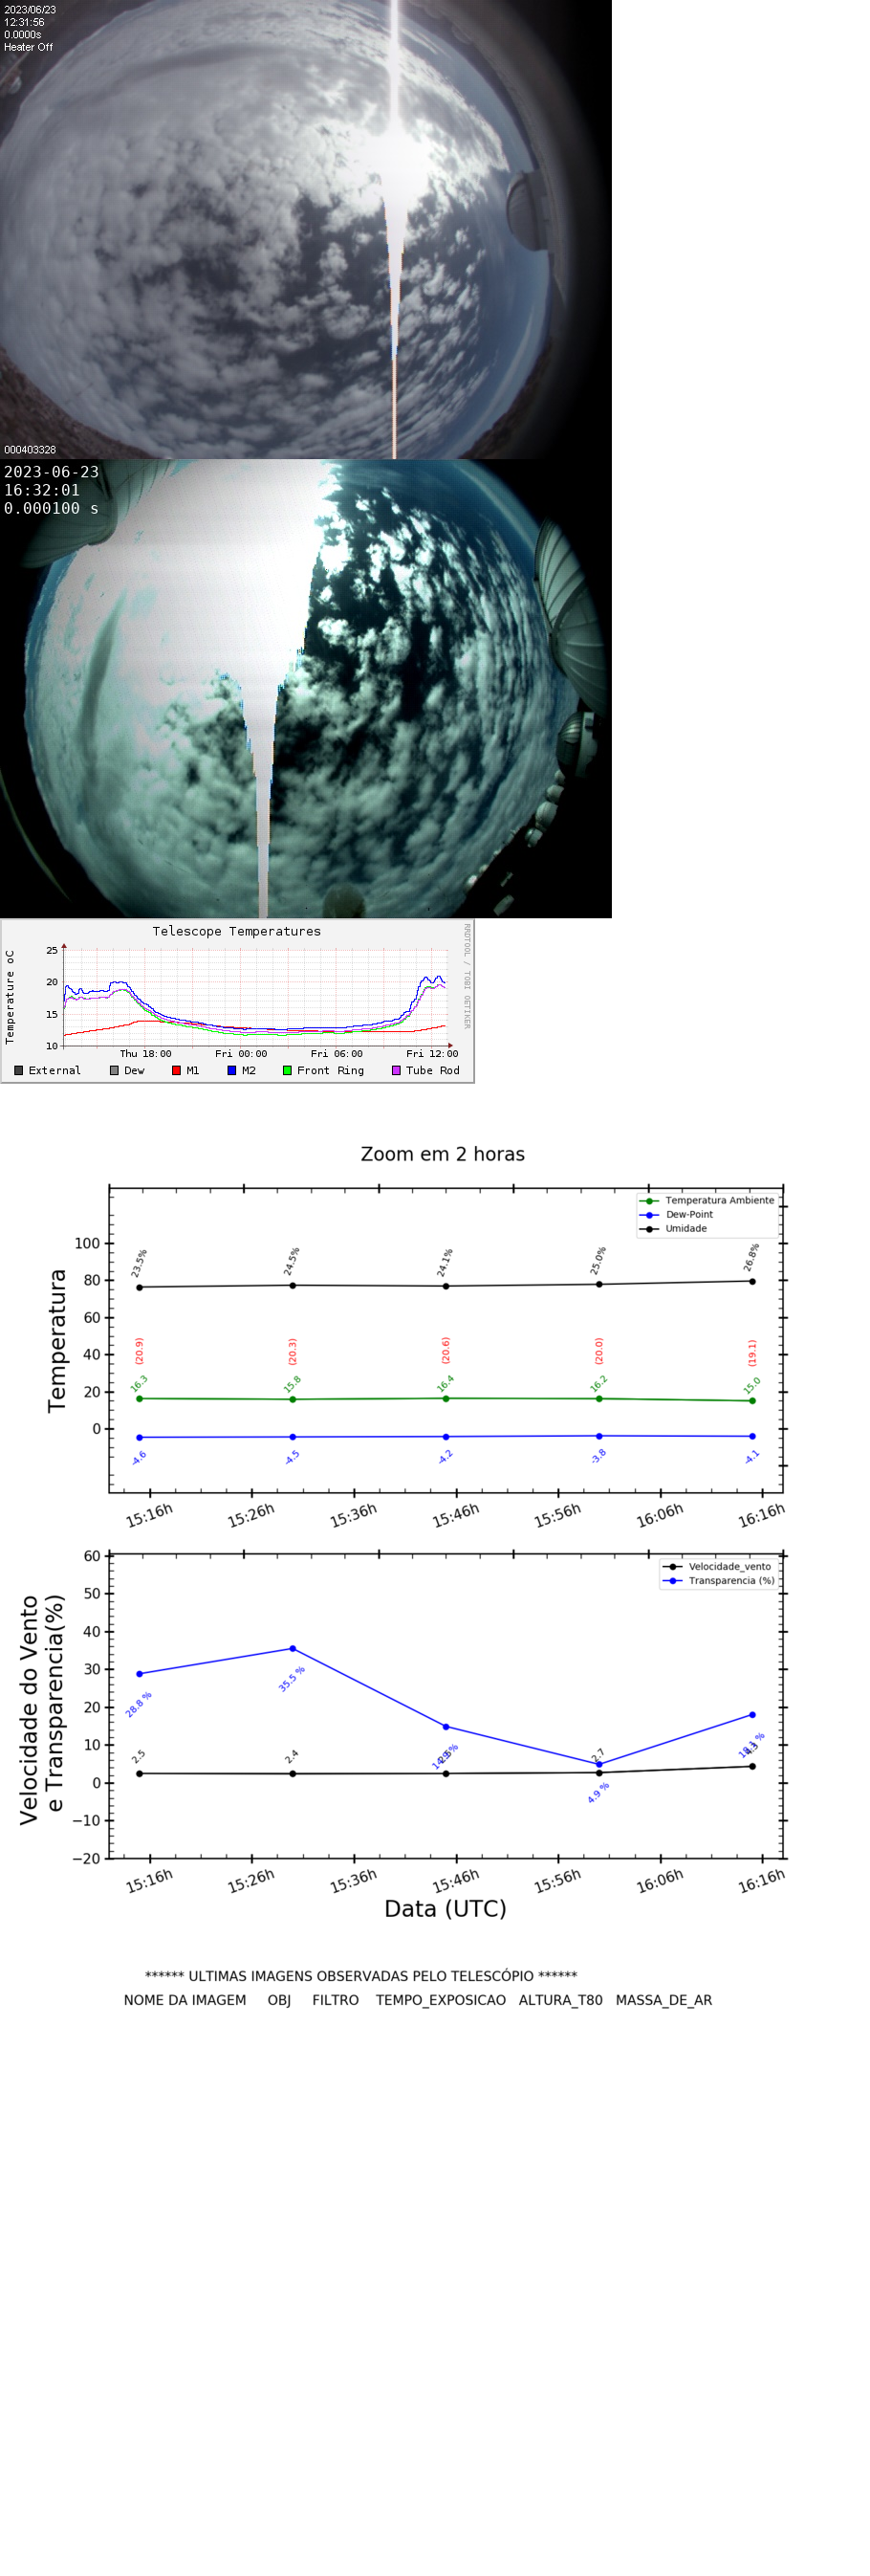 2023/06/23
12:31:56
0.0000s
Heater Off
000403328
2023-06-23
16:32:01
0.000100 s
Telescope Temperatures
RRDTOOL / TOBI OETIKER
Temperature oC
25
20
15
10
Thu 18:00 Fri 00:00 Fri 06:00 Fri 12:00
External Dew M1 M2 Front Ring Tube Rod
Zoom em 2 horas
Temperatura Ambiente
Dew-Point
Umidade
Temperatura
100
80
60
40
20
0
23.5% 24.5% 24.1% 25.0% 26.8%
(20.9) (20.3) (20.6) (20.0) (19.1)
16.3 15.8 16.4 16.2 15.0
-4.6 -4.5 -4.2 -3.8 -4.1
15:16h 15:26h 15:36h 15:46h 15:56h 16:06h 16:16h
Velocidade_vento
Transparencia (%)
Velocidade do Vento
e Transparencia(%)
60
50
40
30
20
10
0
−10
−20
28.8 % 35.5 % 4.9 %
2.5 2.4 2.7
15:16h 15:26h 15:36h 15:46h 15:56h 16:06h 16:16h
Data (UTC)
****** ULTIMAS IMAGENS OBSERVADAS PELO TELESCÓPIO ******
NOME DA IMAGEM OBJ FILTRO TEMPO_EXPOSICAO ALTURA_T80 MASSA_DE_AR